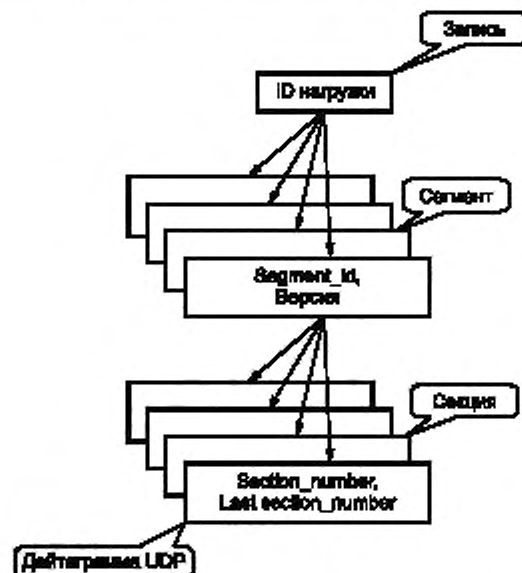 Запись
ID нагрузки
Сегмент
Segment_id,
Версия
Секция
Section_number,
Last section_number
Дейтаграмма UDP